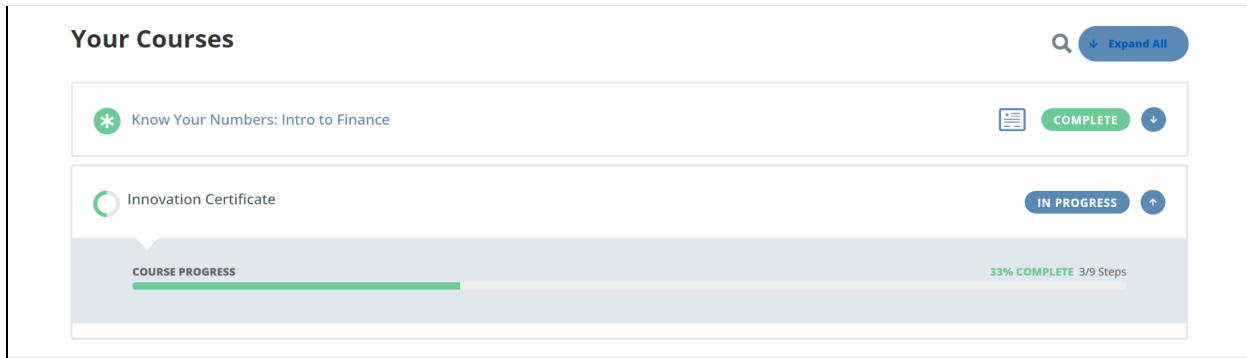 Your Courses
Expand All
Know Your Numbers: Intro to Finance
COMPLETE
Innovation Certificate
IN PROGRESS
COURSE PROGRESS
33% COMPLETE 3/9 Steps